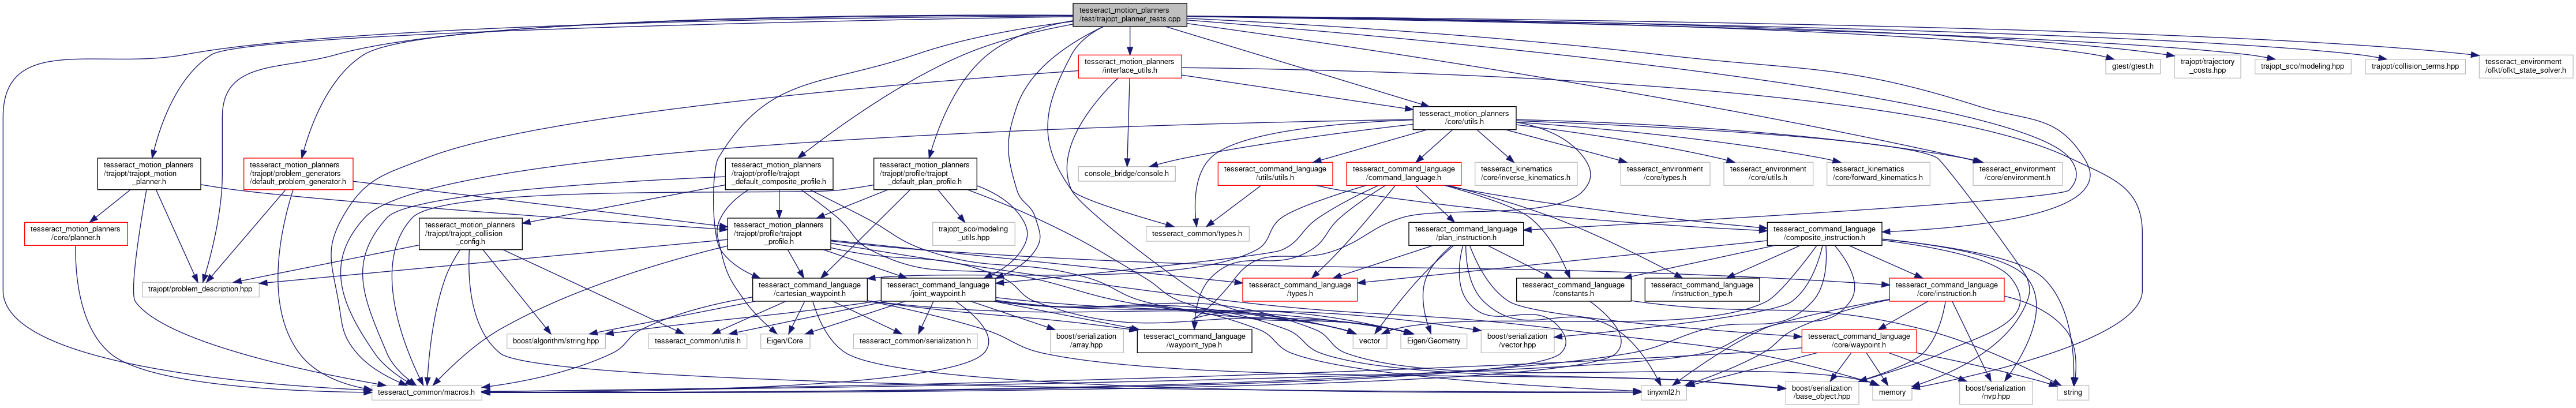 tesseract_motion_planners
/test/trajopt_planner_tests.cpp
tesseract_motion_planners
/interface_utils.h
gtest/gtest.h
trajopt/trajectory
_costs.hpp
trajopt_sco/modeling.hpp
trajopt/collision_terms.hpp
tesseract_environment
/ofkt/ofkt_state_solver.h
tesseract_motion_planners
/core/utils.h
tesseract_motion_planners
/trajopt/trajopt_motion
_planner.h
tesseract_motion_planners
/trajopt/problem_generators
/default_problem_generator.h
tesseract_motion_planners
/trajopt/profile/trajopt
_default_composite_profile.h
tesseract_motion_planners
/trajopt/profile/trajopt
_default_plan_profile.h
console_bridge/console.h
tesseract_command_language
/utils/utils.h
tesseract_command_language
/command_language.h
tesseract_kinematics
/core/inverse_kinematics.h
tesseract_environment
/core/types.h
tesseract_environment
/core/utils.h
tesseract_kinematics
/core/forward_kinematics.h
tesseract_environment
/core/environment.h
tesseract_motion_planners
/core/planner.h
tesseract_motion_planners
/trajopt/trajopt_collision
_config.h
tesseract_motion_planners
/trajopt/profile/trajopt
_profile.h
trajopt_sco/modeling
_utils.hpp
tesseract_common/types.h
tesseract_command_language
/plan_instruction.h
tesseract_command_language
/composite_instruction.h
trajopt/problem_description.hpp
tesseract_command_language
/cartesian_waypoint.h
tesseract_command_language
/joint_waypoint.h
tesseract_command_language
/types.h
tesseract_command_language
/constants.h
tesseract_command_language
/instruction_type.h
tesseract_command_language
/core/instruction.h
boost/algorithm/string.hpp
tesseract_common/utils.h
Eigen/Core
tesseract_common/serialization.h
boost/serialization
/array.hpp
tesseract_command_language
/waypoint_type.h
vector
Eigen/Geometry
boost/serialization
/vector.hpp
tesseract_command_language
/core/waypoint.h
tesseract_common/macros.h
tinyxml2.h
boost/serialization
/base_object.hpp
memory
boost/serialization
/nvp.hpp
string